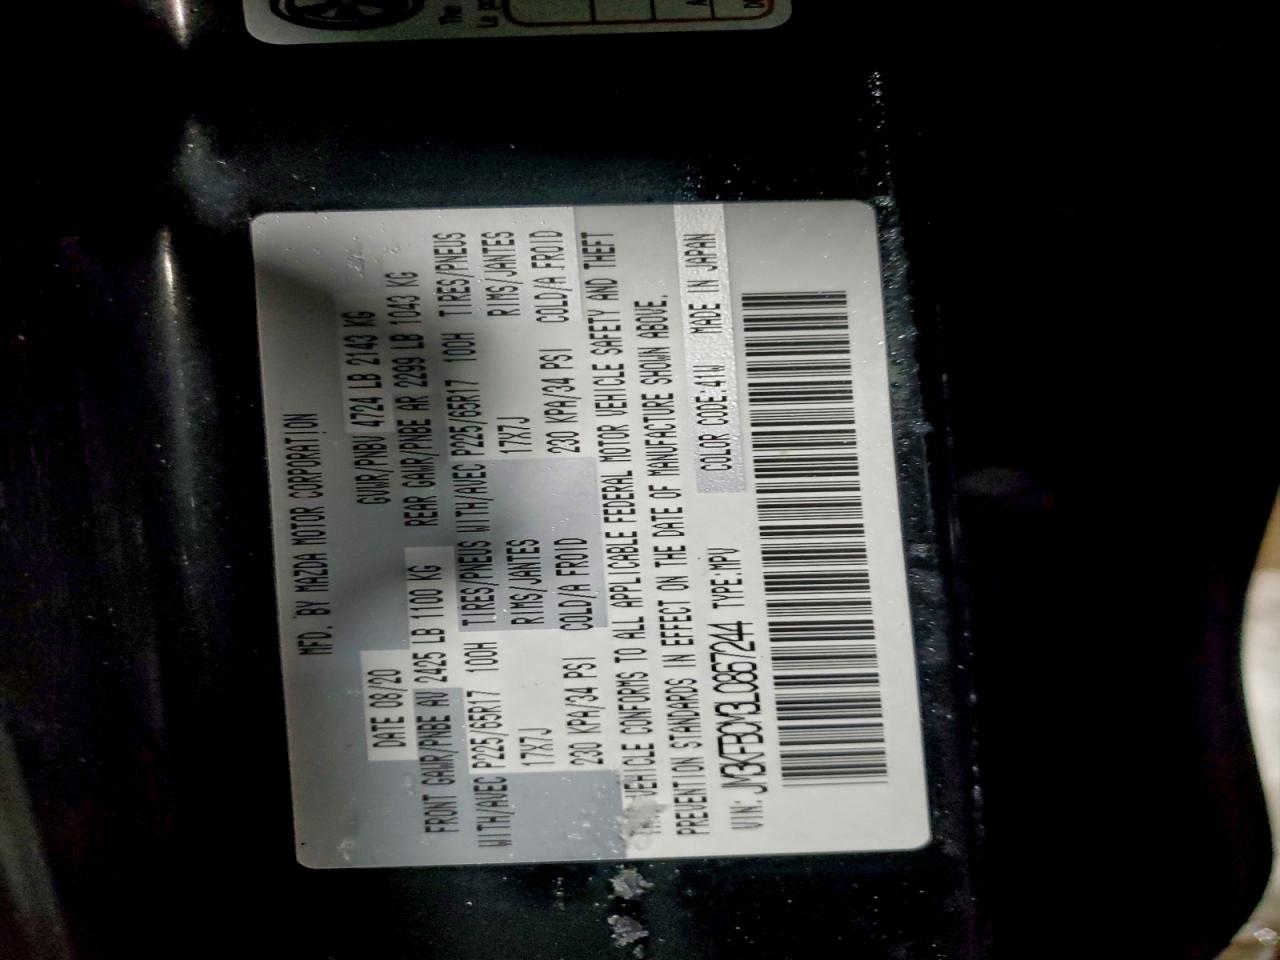 MFD. BY MAZDA MOTOR CORPORATION
DATE 08/20 GVWR/PNBV 4724 LB 2143 KG
FRONT GAWR/PNBE AV 2425 LB 1100 KG REAR GAWR/PNBE AR 2299 LB 1043 KG
WITH/AVEC P225/65R17 100H TIRES/PNEUS WITH/AVEC P225/65R17 100H TIRES/PNEUS
17X7J RIMS/JANTES 17X7J RIMS/JANTES
230 KPA/34 PSI COLD/A FROID 230 KPA/34 PSI COLD/A FROID
VEHICLE CONFORMS TO ALL APPLICABLE FEDERAL MOTOR VEHICLE SAFETY AND THEFT
PREVENTION STANDARDS IN EFFECT ON THE DATE OF MANUFACTURE SHOWN ABOVE.
VIN: JM3KFBCM3L0867244 TYPE:MPV COLOR CODE:41W MADE IN JAPAN